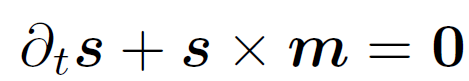 ∂ₜ𝒔 + 𝒔 × 𝒎 = 𝟎